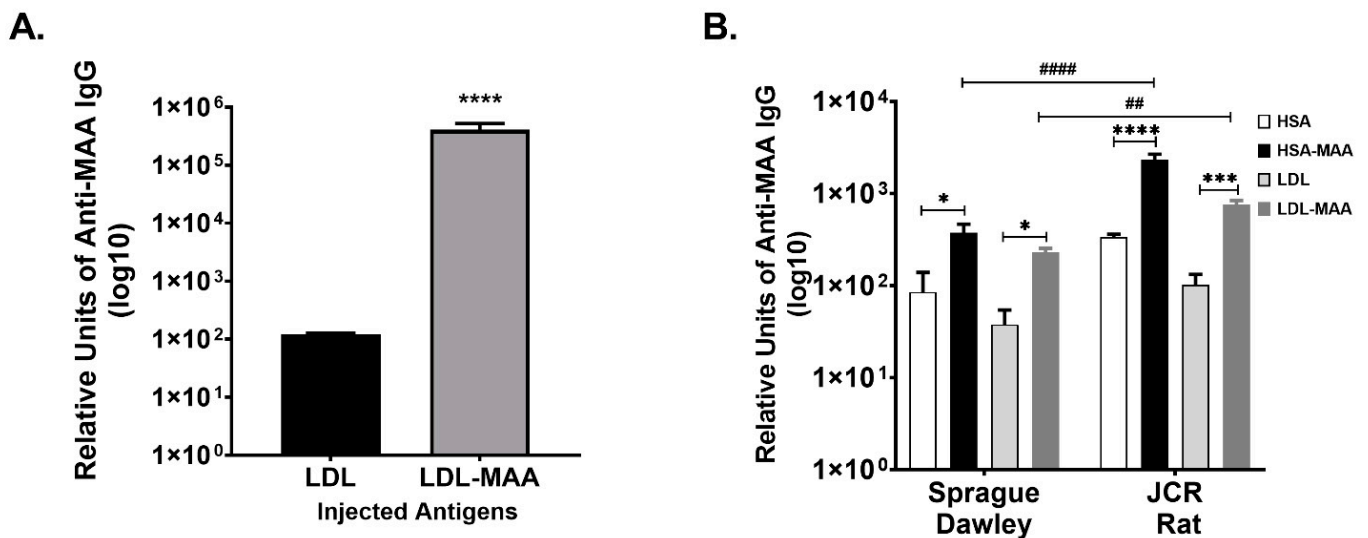 A.
Relative Units of Anti-MAA IgG
(log10)
1×10⁶
1×10⁵
1×10⁴
1×10³
1×10²
1×10¹
1×10⁰
****
LDL
LDL-MAA
Injected Antigens
B.
Relative Units of Anti-MAA IgG
(log10)
1×10⁴
1×10³
1×10²
1×10¹
1×10⁰
####
##
****
***
*
*
HSA
HSA-MAA
LDL
LDL-MAA
Sprague
Dawley
JCR
Rat